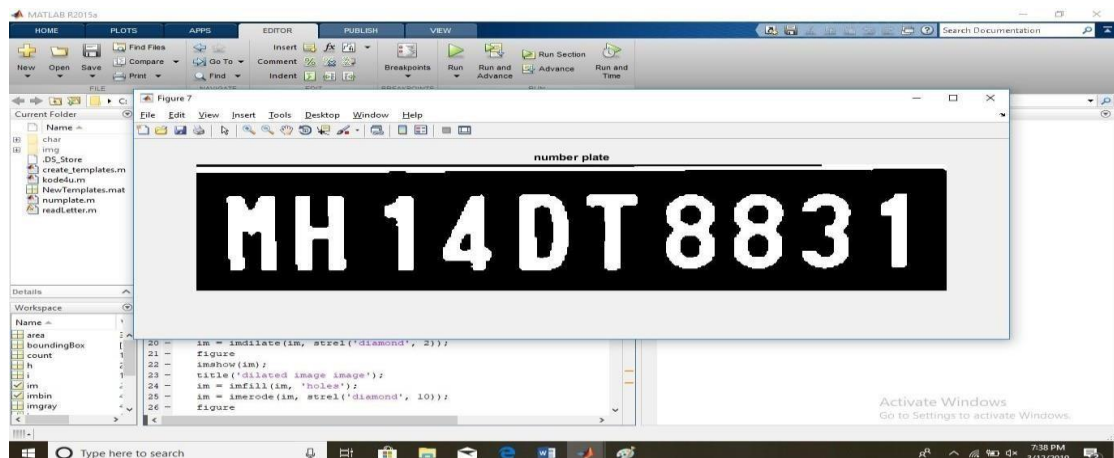 MATLAB R2015a
HOME PLOTS APPS EDITOR PUBLISH VIEW
Search Documentation
New Open Save
Find Files
Compare
Print
Go To
Find
Insert
Comment
Indent
Breakpoints
Run
Run and Advance
Run Section
Advance
Run and Time
FILE
Current Folder
Name
char
img
.DS_Store
create_templates.m
kode4u.m
NewTemplates.mat
numplate.m
readLetter.m
Details
Workspace
Name
area
boundingBox
count
h
i
im
imbin
imgray
Figure 7
File Edit View Insert Tools Desktop Window Help
number plate
MH14DT8831
20 - im = imdilate(im, strel('diamond', 2));
21 - figure
22 - imshow(im);
23 - title('dilated image image');
24 - im = imfill(im, 'holes');
25 - im = imerode(im, strel('diamond', 10));
26 - figure
Activate Windows
Go to Settings to activate Windows.
Type here to search
7:38 PM